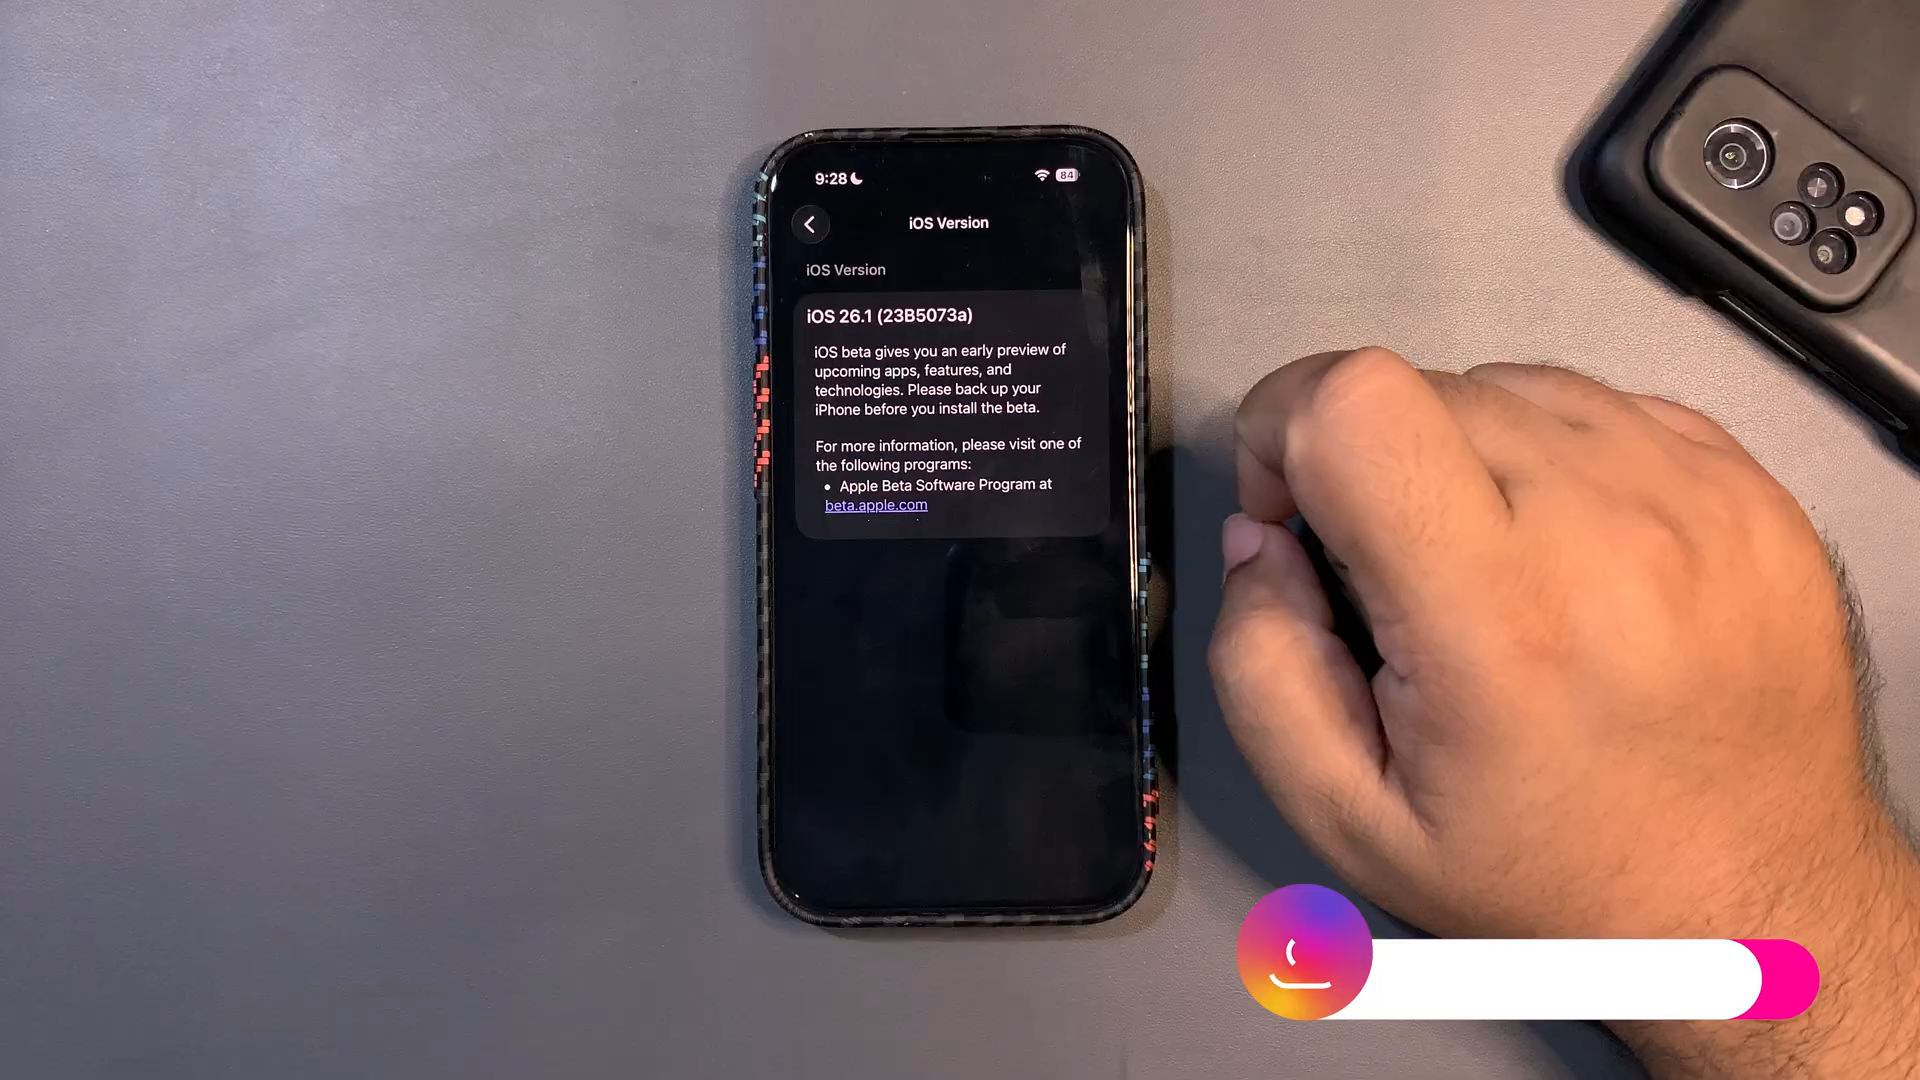 9:28
84
iOS Version
iOS Version
iOS 26.1 (23B5073a)
iOS beta gives you an early preview of
upcoming apps, features, and
technologies. Please back up your
iPhone before you install the beta.
For more information, please visit one of
the following programs:
• Apple Beta Software Program at
beta.apple.com